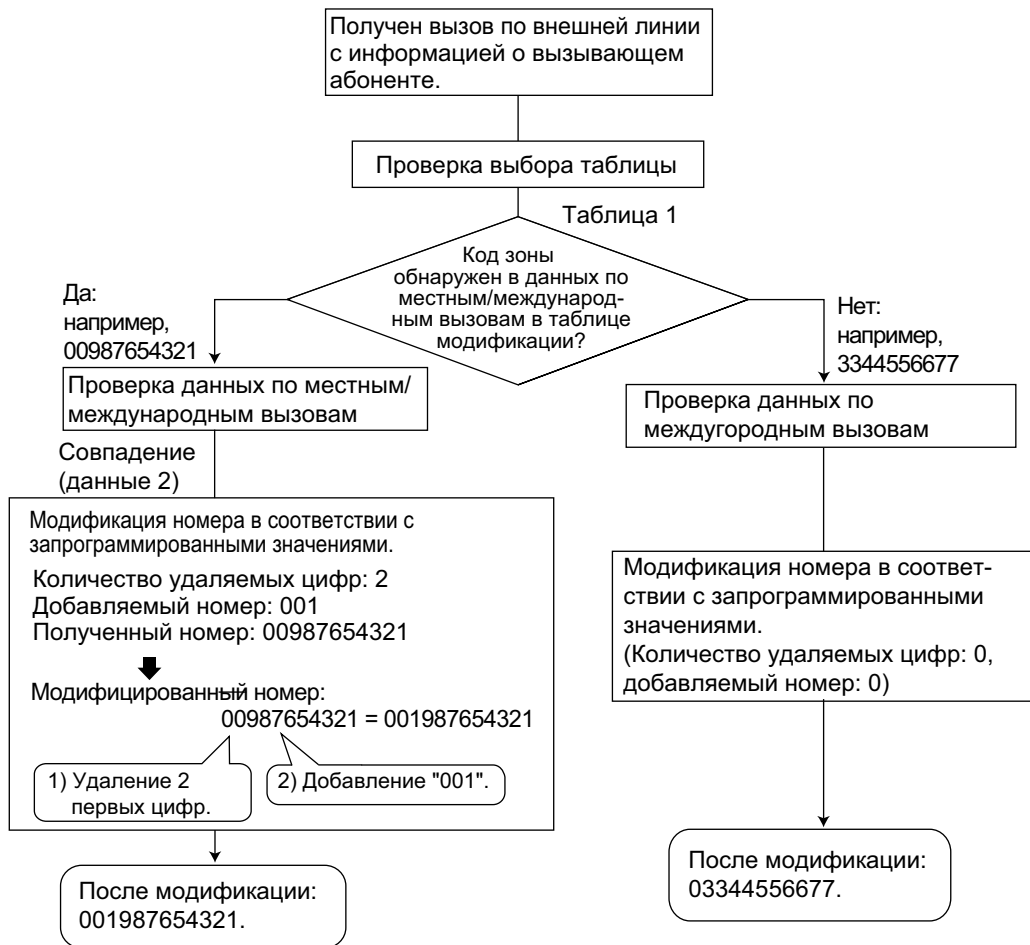 Получен вызов по внешней линии
с информацией о вызывающем
абоненте.
Проверка выбора таблицы
Таблица 1
Код зоны
обнаружен в данных по
местным/международ-
ным вызовам в таблице
модификации?
Да:
например,
00987654321
Нет:
например,
3344556677
Проверка данных по местным/
международным вызовам
Совпадение
(данные 2)
Модификация номера в соответствии с
запрограммированными значениями.
Количество удаляемых цифр: 2
Добавляемый номер: 001
Полученный номер: 00987654321
Модифицированный номер:
00987654321 = 001987654321
1) Удаление 2
первых цифр.
2) Добавление "001".
После модификации:
001987654321.
Проверка данных по
междугородным вызовам
Модификация номера в соответ-
ствии с запрограммированными
значениями.
(Количество удаляемых цифр: 0,
добавляемый номер: 0)
После модификации:
03344556677.